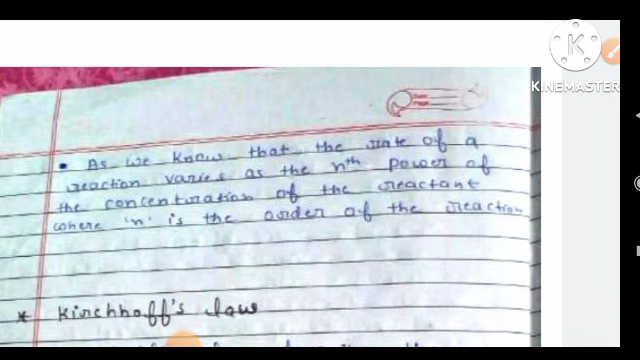 KINEMASTER
• As we know that the rate of a
reaction varies as the nth power of
the concenturation of the reactant
where 'n' is the order of the reaction
* Kirchhoff's law